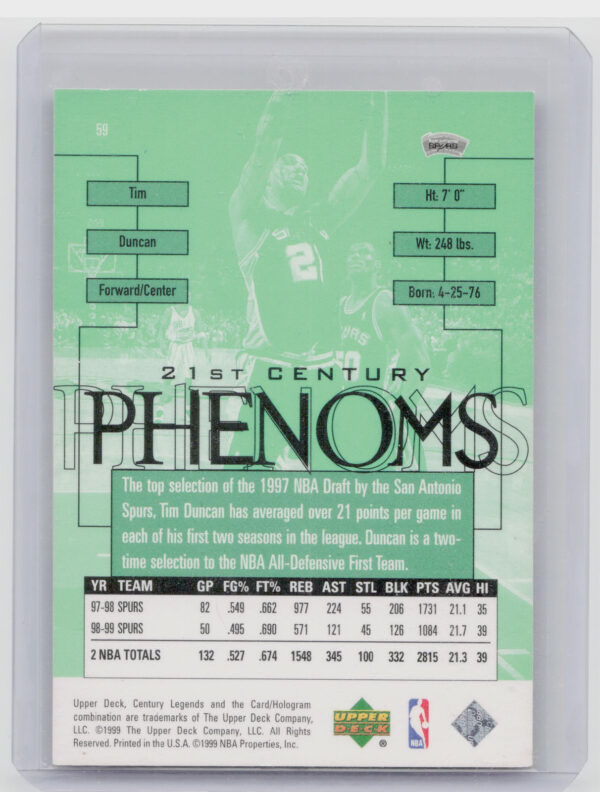 59
SPURS
Tim
Ht: 7' 0"
Duncan
Wt: 248 lbs.
Forward/Center
Born: 4-25-76
21ST CENTURY
PHENOMS
The top selection of the 1997 NBA Draft by the San Antonio
Spurs, Tim Duncan has averaged over 21 points per game in
each of his first two seasons in the league. Duncan is a two-
time selection to the NBA All-Defensive First Team.
YR TEAM GP FG% FT% REB AST STL BLK PTS AVG HI
97-98 SPURS 82 .549 .662 977 224 55 206 1731 21.1 35
98-99 SPURS 50 .495 .690 571 121 45 126 1084 21.7 39
2 NBA TOTALS 132 .527 .674 1548 345 100 332 2815 21.3 39
Upper Deck, Century Legends and the Card/Hologram
combination are trademarks of The Upper Deck Company,
LLC. ©1999 The Upper Deck Company, LLC. All Rights
Reserved. Printed in the U.S.A. ©1999 NBA Properties, Inc.
UPPER
DECK
®
NBA